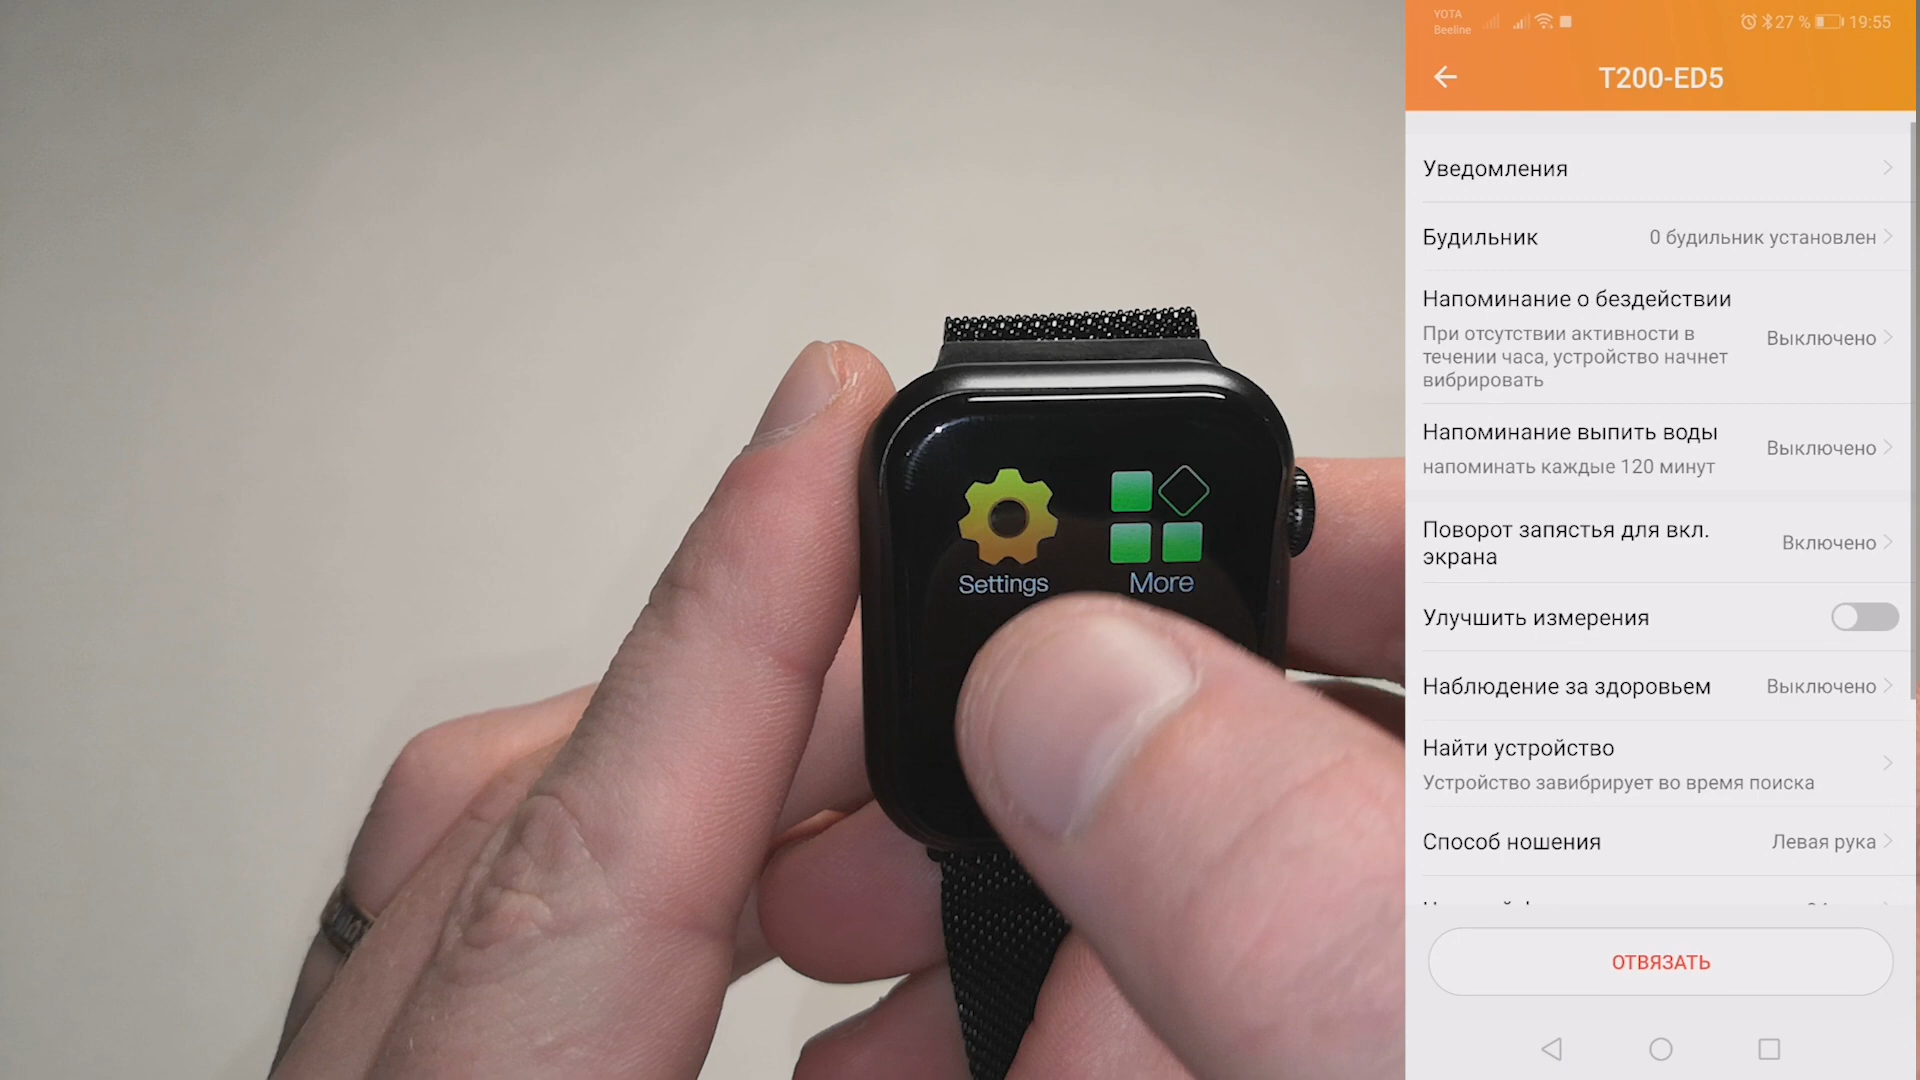 Settings
More
YOTA
Beeline
27 %
19:55
T200-ED5
Уведомления
Будильник
0 будильник установлен
Напоминание о бездействии
При отсутствии активности в
течении часа, устройство начнет
вибрировать
Выключено
Напоминание выпить воды
напоминать каждые 120 минут
Выключено
Поворот запястья для вкл.
экрана
Включено
Улучшить измерения
Наблюдение за здоровьем
Выключено
Найти устройство
Устройство завибрирует во время поиска
Способ ношения
Левая рука
ОТВЯЗАТЬ